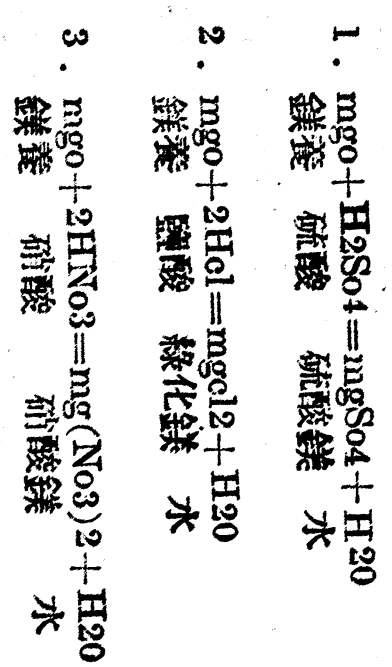 1. mgo+H2So4=mgSo4+H20
鎂養 硫酸 硫酸鎂 水
2. mgo+2Hcl=mgcl2+H20
鎂養 鹽酸 綠化鎂 水
3. mgo+2HNo3=mg(No3)2+H20
鎂養 硝酸 硝酸鎂 水